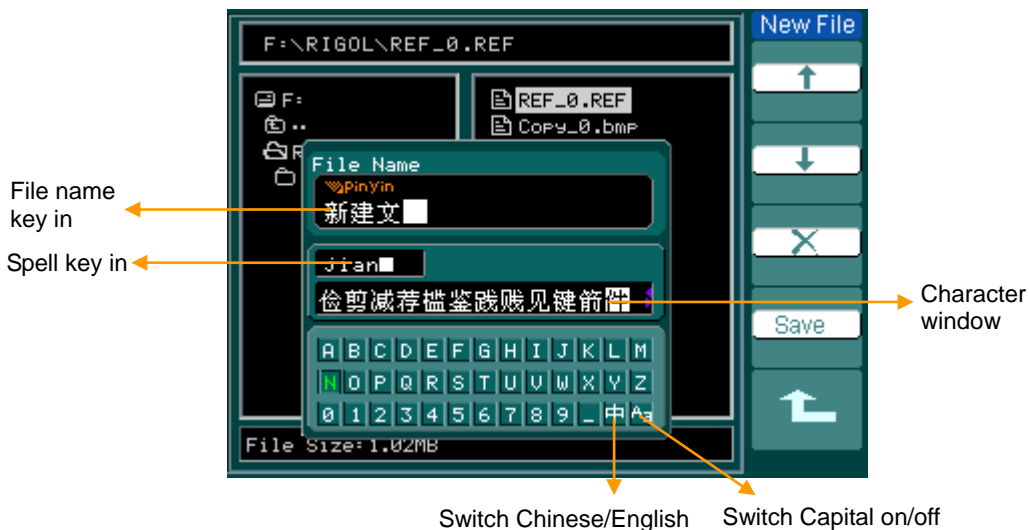 New File
F:\RIGOL\REF_0.REF
F:
REF_0.REF
..
Copy_0.bmp
R
File Name
PinYin
新建文
File name
key in
Spell key in
jian
俭剪减荐槛鉴践贱见键箭件
Character
window
Save
A B C D E F G H I J K L M
N O P Q R S T U V W X Y Z
0 1 2 3 4 5 6 7 8 9 _ 中 Aa
File Size:1.02MB
Switch Chinese/English
Switch Capital on/off